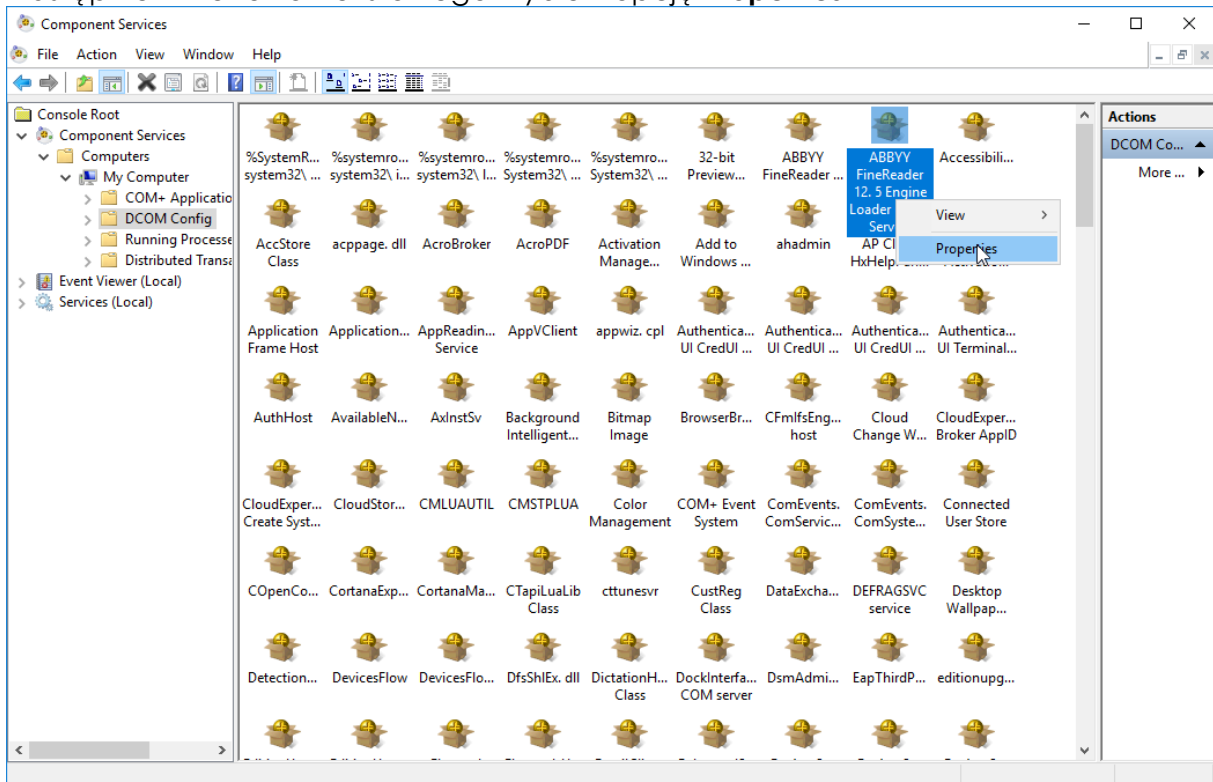 Component Services
File Action View Window Help
Console Root
Component Services
Computers
My Computer
COM+ Applicatio
DCOM Config
Running Processe
Distributed Transa
Event Viewer (Local)
Services (Local)
%SystemR... %systemro... %systemro... %systemro... %systemro... 32-bit ABBYY ABBYY Accessibili...
system32\ ... system32\ i... system32\ l... System32\ ... System32\ ... Preview... FineReader ... FineReader
12. 5 Engine
Loader
Serv
View
Properties
AccStore acppage. dll AcroBroker AcroPDF Activation Add to ahadmin AP Cl
Class Manage... Windows ...
Application Application... AppReadin... AppVClient appwiz. cpl Authentica... Authentica... Authentica... Authentica...
Frame Host Service UI CredUI ... UI CredUI ... UI CredUI ... UI Terminal...
AuthHost AvailableN... AxInstSv Background Bitmap BrowserBr... CFmIfsEng... Cloud CloudExper...
Intelligent... Image host Change W... Broker AppID
CloudExper... CloudStor... CMLUAUTIL CMSTPLUA Color COM+ Event ComEvents. ComEvents. Connected
Create Syst... Management System ComServic... ComSyste... User Store
COpenCo... CortanaExp... CortanaMa... CTapiLuaLib cttunesvr CustReg DataExcha... DEFRAGSVC Desktop
Class Class service Wallpap...
Detection... DevicesFlow DevicesFlo... DfsShlEx. dll DictationH... DockInterfa... DsmAdmi... EapThirdP... editionupg...
Class COM server
Actions
DCOM Co...
More ...